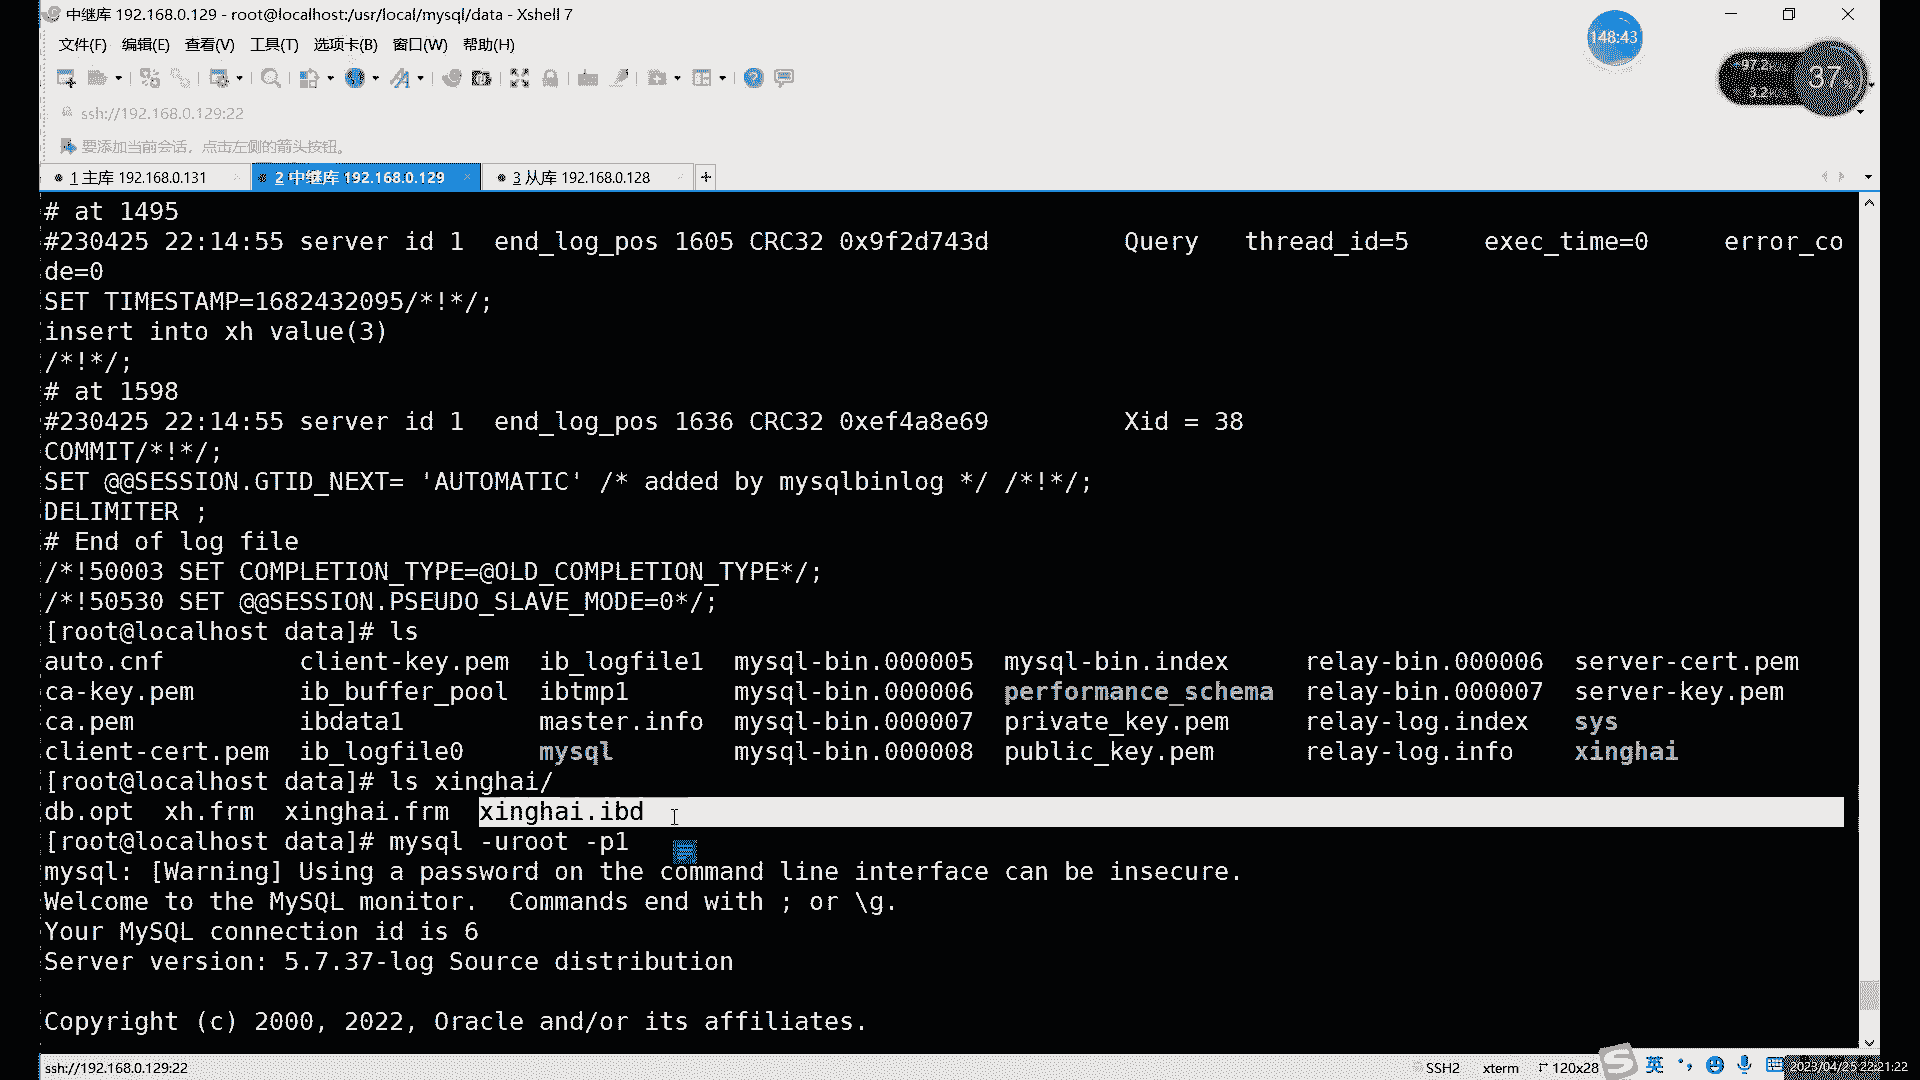 中继库 192.168.0.129 - root@localhost:/usr/local/mysql/data - Xshell 7
文件(F) 编辑(E) 查看(V) 工具(T) 选项卡(B) 窗口(W) 帮助(H)
148:43
97.2
37%
3.2
ssh://192.168.0.129:22
要添加当前会话，点击左侧的箭头按钮。
1 主库 192.168.0.131 2 中继库 192.168.0.129 3 从库 192.168.0.128
# at 1495
#230425 22:14:55 server id 1  end_log_pos 1605 CRC32 0x9f2d743d         Query   thread_id=5     exec_time=0     error_co
de=0
SET TIMESTAMP=1682432095/*!*/;
insert into xh value(3)
/*!*/;
# at 1598
#230425 22:14:55 server id 1  end_log_pos 1636 CRC32 0xef4a8e69         Xid = 38
COMMIT/*!*/;
SET @@SESSION.GTID_NEXT= 'AUTOMATIC' /* added by mysqlbinlog */ /*!*/;
DELIMITER ;
# End of log file
/*!50003 SET COMPLETION_TYPE=@OLD_COMPLETION_TYPE*/;
/*!50530 SET @@SESSION.PSEUDO_SLAVE_MODE=0*/;
[root@localhost data]# ls
auto.cnf         client-key.pem  ib_logfile1  mysql-bin.000005  mysql-bin.index     relay-bin.000006  server-cert.pem
ca-key.pem       ib_buffer_pool  ibtmp1       mysql-bin.000006  performance_schema  relay-bin.000007  server-key.pem
ca.pem           ibdata1         master.info  mysql-bin.000007  private_key.pem     relay-log.index   sys
client-cert.pem  ib_logfile0     mysql        mysql-bin.000008  public_key.pem      relay-log.info    xinghai
[root@localhost data]# ls xinghai/
db.opt  xh.frm  xinghai.frm  xinghai.ibd
[root@localhost data]# mysql -uroot -p1
mysql: [Warning] Using a password on the command line interface can be insecure.
Welcome to the MySQL monitor.  Commands end with ; or \g.
Your MySQL connection id is 6
Server version: 5.7.37-log Source distribution
Copyright (c) 2000, 2022, Oracle and/or its affiliates.
ssh://192.168.0.129:22 SSH2 xterm 120x28 英 2023/04/25 22:21:22